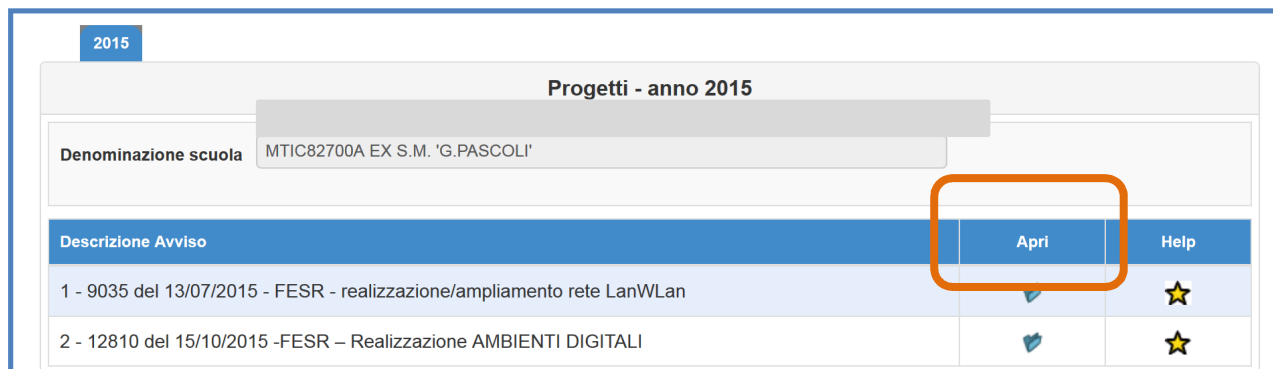 2015
Progetti - anno 2015
Denominazione scuola MTIC82700A EX S.M. 'G.PASCOLI'
Descrizione Avviso Apri Help
1 - 9035 del 13/07/2015 - FESR - realizzazione/ampliamento rete LanWLan
2 - 12810 del 15/10/2015 -FESR – Realizzazione AMBIENTI DIGITALI